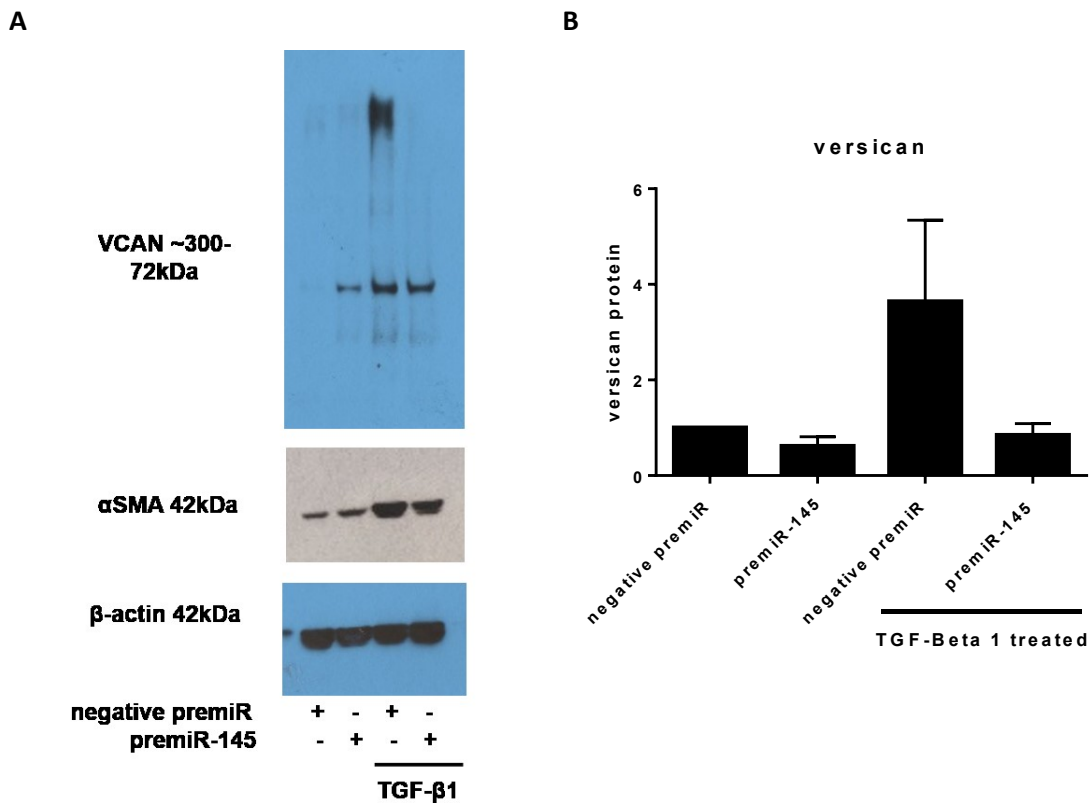 A
VCAN ~300-
72kDa
αSMA 42kDa
β-actin 42kDa
negative premiR + - + -
premiR-145 - + - +
TGF-β1
B
versican
versican protein
6
4
2
0
negative premiR
premiR-145
negative premiR
premiR-145
TGF-Beta 1 treated